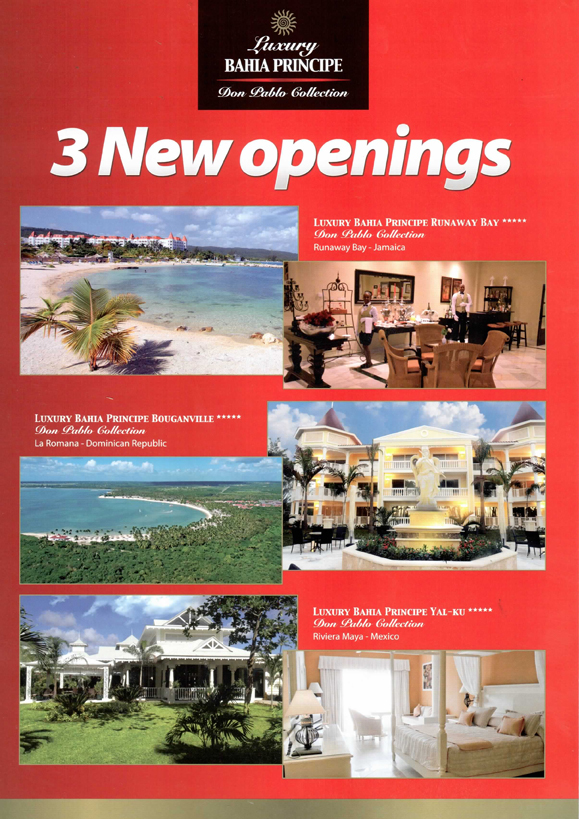 Luxury
BAHIA PRINCIPE
Don Pablo Collection
3 New openings
LUXURY BAHIA PRINCIPE RUNAWAY BAY *****
Don Pablo Collection
Runaway Bay - Jamaica
LUXURY BAHIA PRINCIPE BOUGANVILLE *****
Don Pablo Collection
La Romana - Dominican Republic
LUXURY BAHIA PRINCIPE YAL-KU *****
Don Pablo Collection
Riviera Maya - Mexico